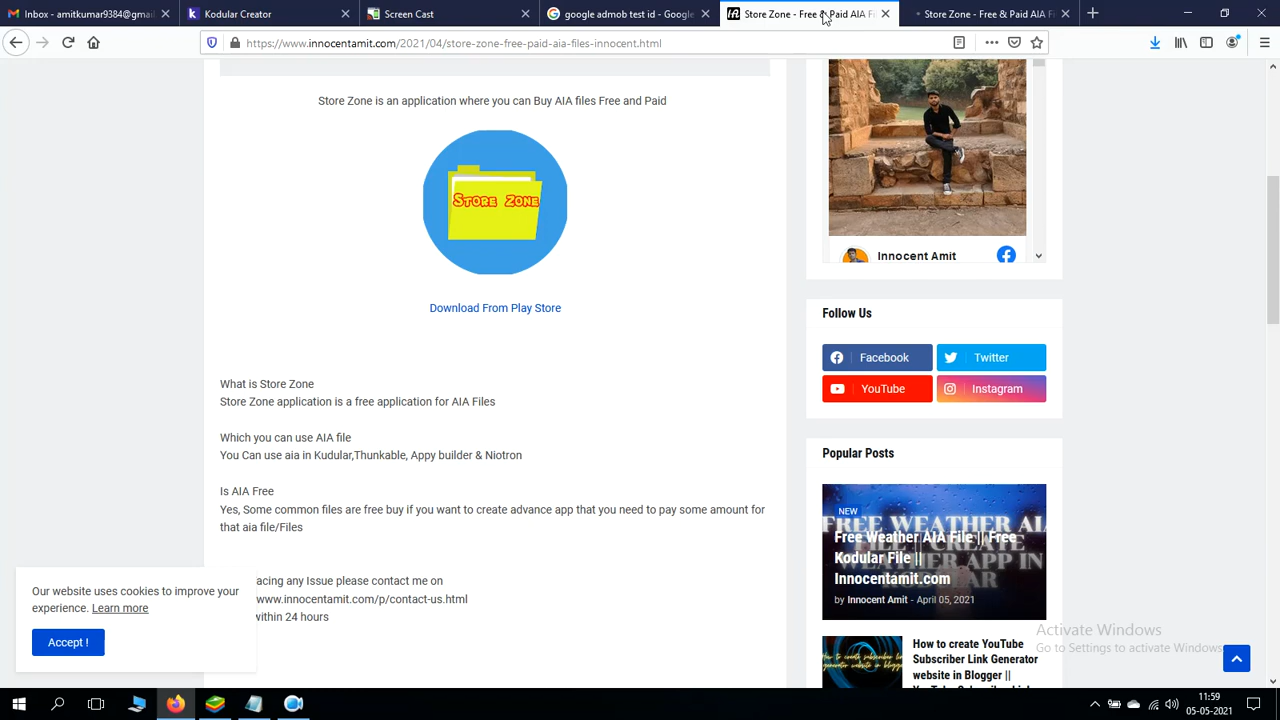 Inbox - amitkumar9384@gmai
Kodular Creator
Screen Cast
google admob test id - Google
Store Zone - Free & Paid AIA Fi
Store Zone - Free & Paid AIA Fi
https://www.innocentamit.com/2021/04/store-zone-free-paid-aia-files-innocent.html
Store Zone is an application where you can Buy AIA files Free and Paid
STORE ZONE
Download From Play Store
What is Store Zone
Store Zone application is a free application for AIA Files
Which you can use AIA file
You Can use aia in Kudular,Thunkable, Appy builder & Niotron
Is AIA Free
Yes, Some common files are free buy if you want to create advance app that you need to pay some amount for
that aia file/Files
acing any Issue please contact me on
www.innocentamit.com/p/contact-us.html
within 24 hours
Our website uses cookies to improve your
experience. Learn more
Accept !
Innocent Amit
Follow Us
Facebook
Twitter
YouTube
Instagram
Popular Posts
NEW
FREE WEATHER AIA
FILE || CREATE
WEATHER APP IN
KODULAR
Free Weather AIA File || Free
Kodular File ||
Innocentamit.com
by Innocent Amit - April 05, 2021
How to create YouTube
Subscriber Link Generator
website in Blogger ||
Activate Windows
Go to Settings to activate Windows.
11:59
05-05-2021